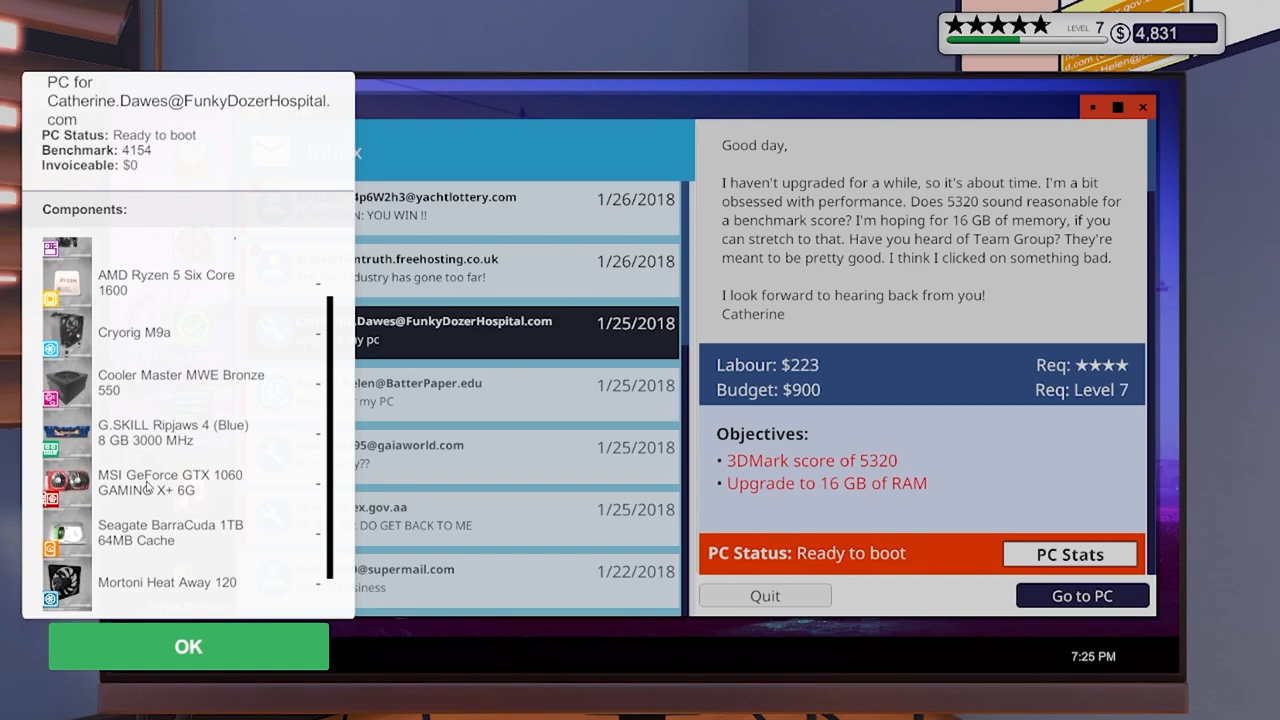 LEVEL 7 $ 4,831
PC for
Catherine.Dawes@FunkyDozerHospital.
com
PC Status: Ready to boot
Benchmark: 4154
Invoiceable: $0
Components:
AMD Ryzen 5 Six Core
1600
-
Cryorig M9a
-
Cooler Master MWE Bronze
550
-
G.SKILL Ripjaws 4 (Blue)
8 GB 3000 MHz
-
MSI GeForce GTX 1060
GAMING X+ 6G
-
Seagate BarraCuda 1TB
64MB Cache
-
Mortoni Heat Away 120
-
OK
Inbox
p6W2h3@yachtlottery.com 1/26/2018
YOU WIN !!
truth.freehosting.co.uk 1/26/2018
industry has gone too far!
Dawes@FunkyDozerHospital.com 1/25/2018
my pc
elen@BatterPaper.edu 1/25/2018
for my PC
95@gaiaworld.com 1/25/2018
??
ex.gov.aa 1/25/2018
DO GET BACK TO ME
@supermail.com 1/22/2018
business
Good day,
I haven't upgraded for a while, so it's about time. I'm a bit
obsessed with performance. Does 5320 sound reasonable for
a benchmark score? I'm hoping for 16 GB of memory, if you
can stretch to that. Have you heard of Team Group? They're
meant to be pretty good. I think I clicked on something bad.
I look forward to hearing back from you!
Catherine
Labour: $223 Req: ★★★★
Budget: $900 Req: Level 7
Objectives:
• 3DMark score of 5320
• Upgrade to 16 GB of RAM
PC Status: Ready to boot PC Stats
Quit Go to PC
7:25 PM